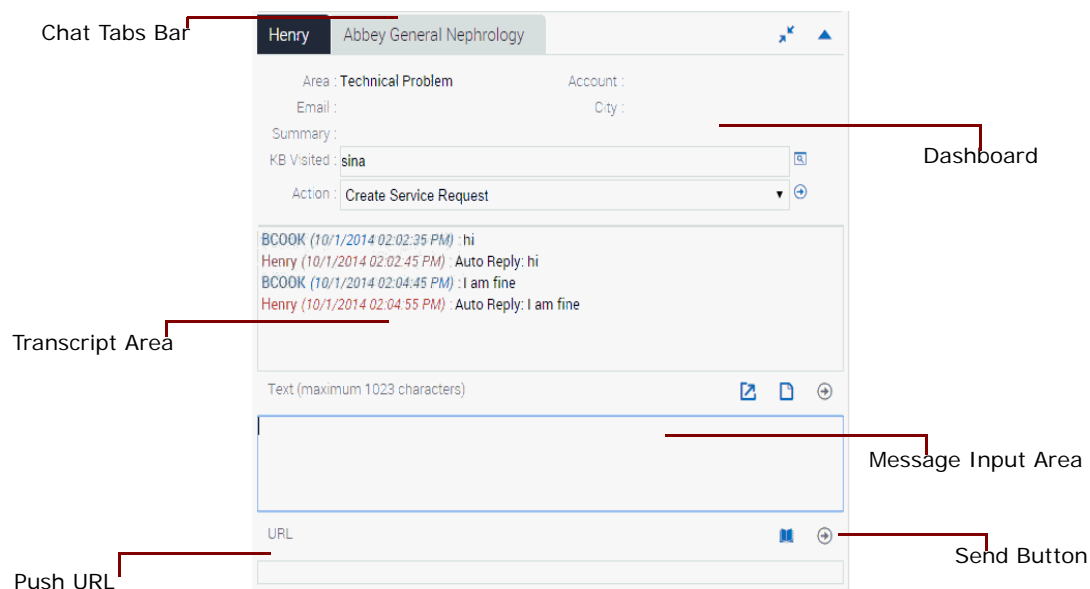 Chat Tabs Bar
Henry Abbey General Nephrology
Area : Technical Problem Account :
Email : City :
Summary :
Dashboard
KB Visited : sina
Action : Create Service Request
BCOOK (10/1/2014 02:02:35 PM) : hi
Henry (10/1/2014 02:02:45 PM) : Auto Reply: hi
BCOOK (10/1/2014 02:04:45 PM) : I am fine
Henry (10/1/2014 02:04:55 PM) : Auto Reply: I am fine
Transcript Area
Text (maximum 1023 characters)
Message Input Area
URL
Send Button
Push URL